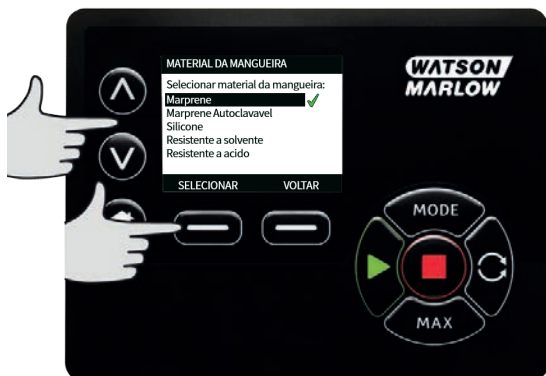 MATERIAL DA MANGUEIRA
Selecionar material da mangueira:
Marprene
Marprene Autoclavavel
Silicone
Resistente a solvente
Resistente a acido
SELECIONAR VOLTAR
WATSON
MARLOW
MODE
MAX